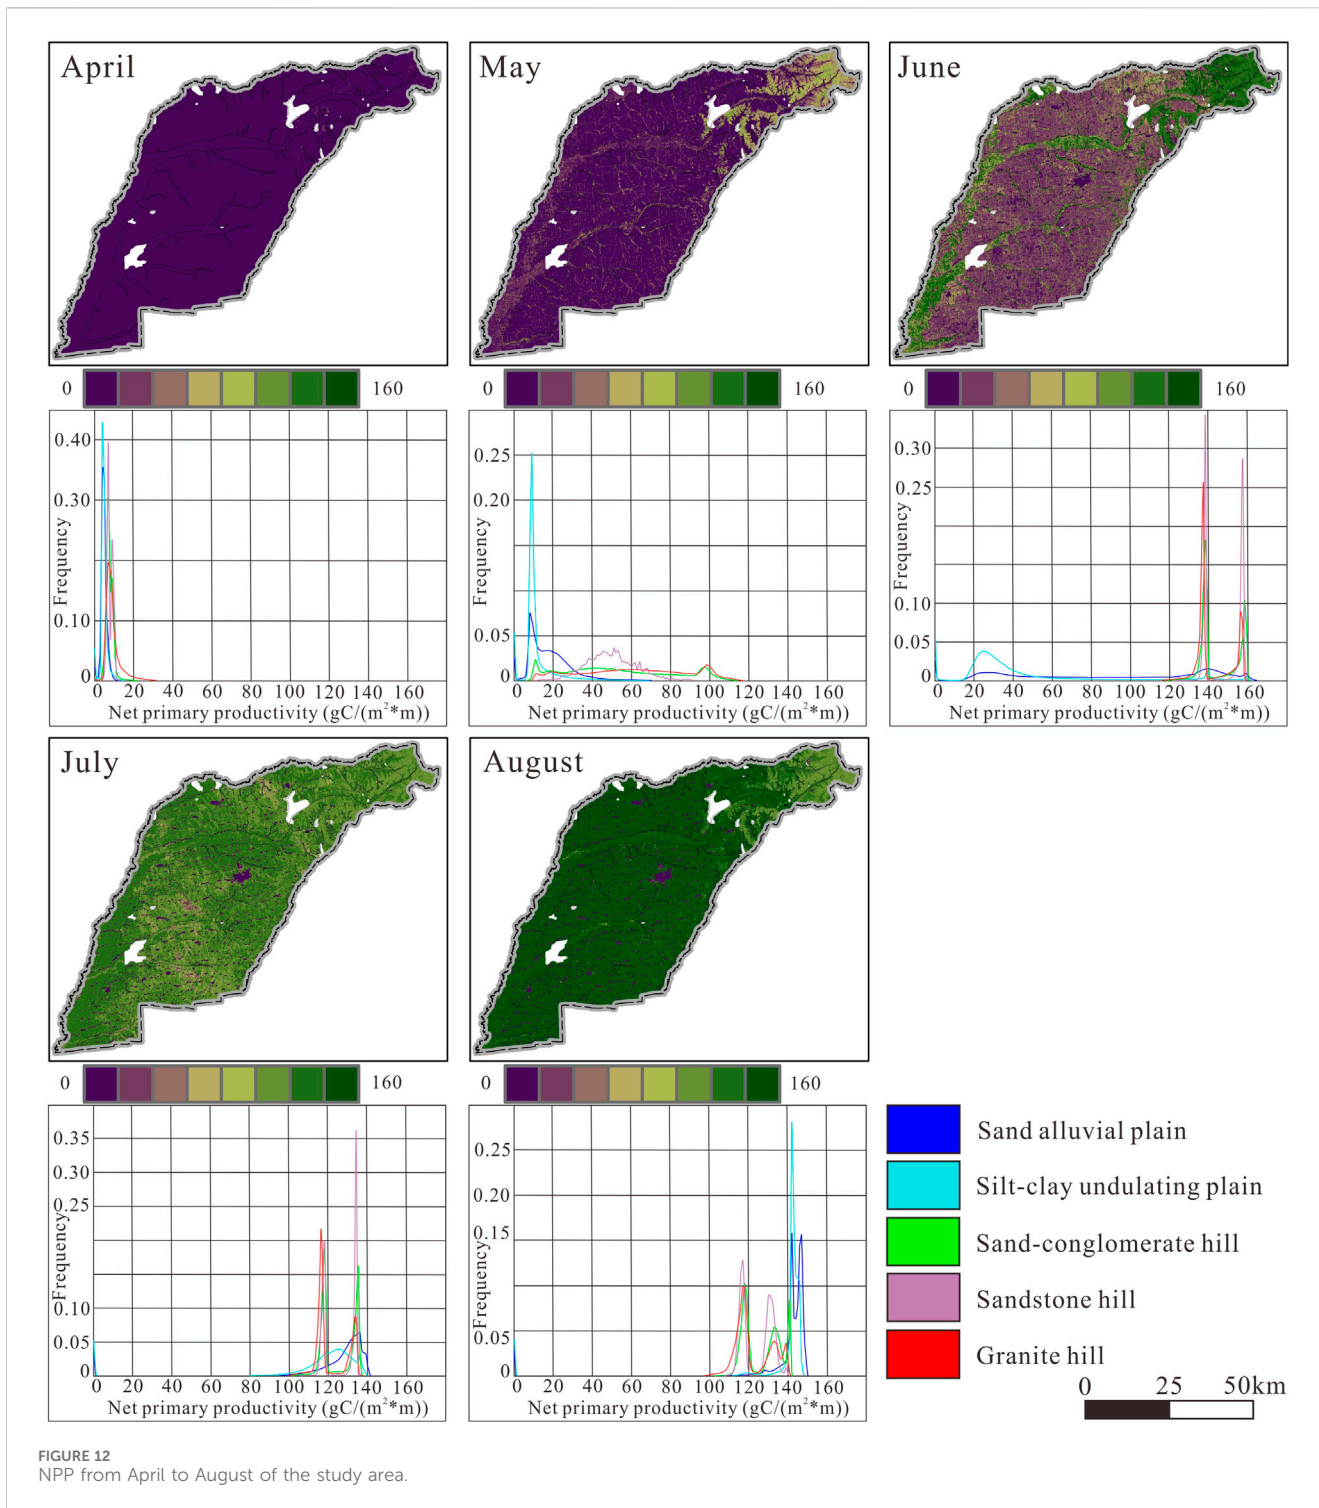 April
May
June
0 160
0 160
0 160
0.40
0.30
0.10
0
Frequency
0 20 40 60 80 100 120 140 160
Net primary productivity (gC/(m²*m))
0.25
0.20
0.05
0
Frequency
0 20 40 60 80 100 120 140 160
Net primary productivity (gC/(m²*m))
0.30
0.25
0.10
0.05
0
Frequency
0 20 40 60 80 100 120 140 160
Net primary productivity (gC/(m²*m))
July
August
0 160
0 160
0.35
0.30
0.25
0.10
0.05
0
Frequency
0 20 40 60 80 100 120 140 160
Net primary productivity (gC/(m²*m))
0.25
0.20
0.15
0.05
0
Frequency
0 20 40 60 80 100 120 140 160
Net primary productivity (gC/(m²*m))
Sand alluvial plain
Silt-clay undulating plain
Sand-conglomerate hill
Sandstone hill
Granite hill
0 25 50km
FIGURE 12
NPP from April to August of the study area.